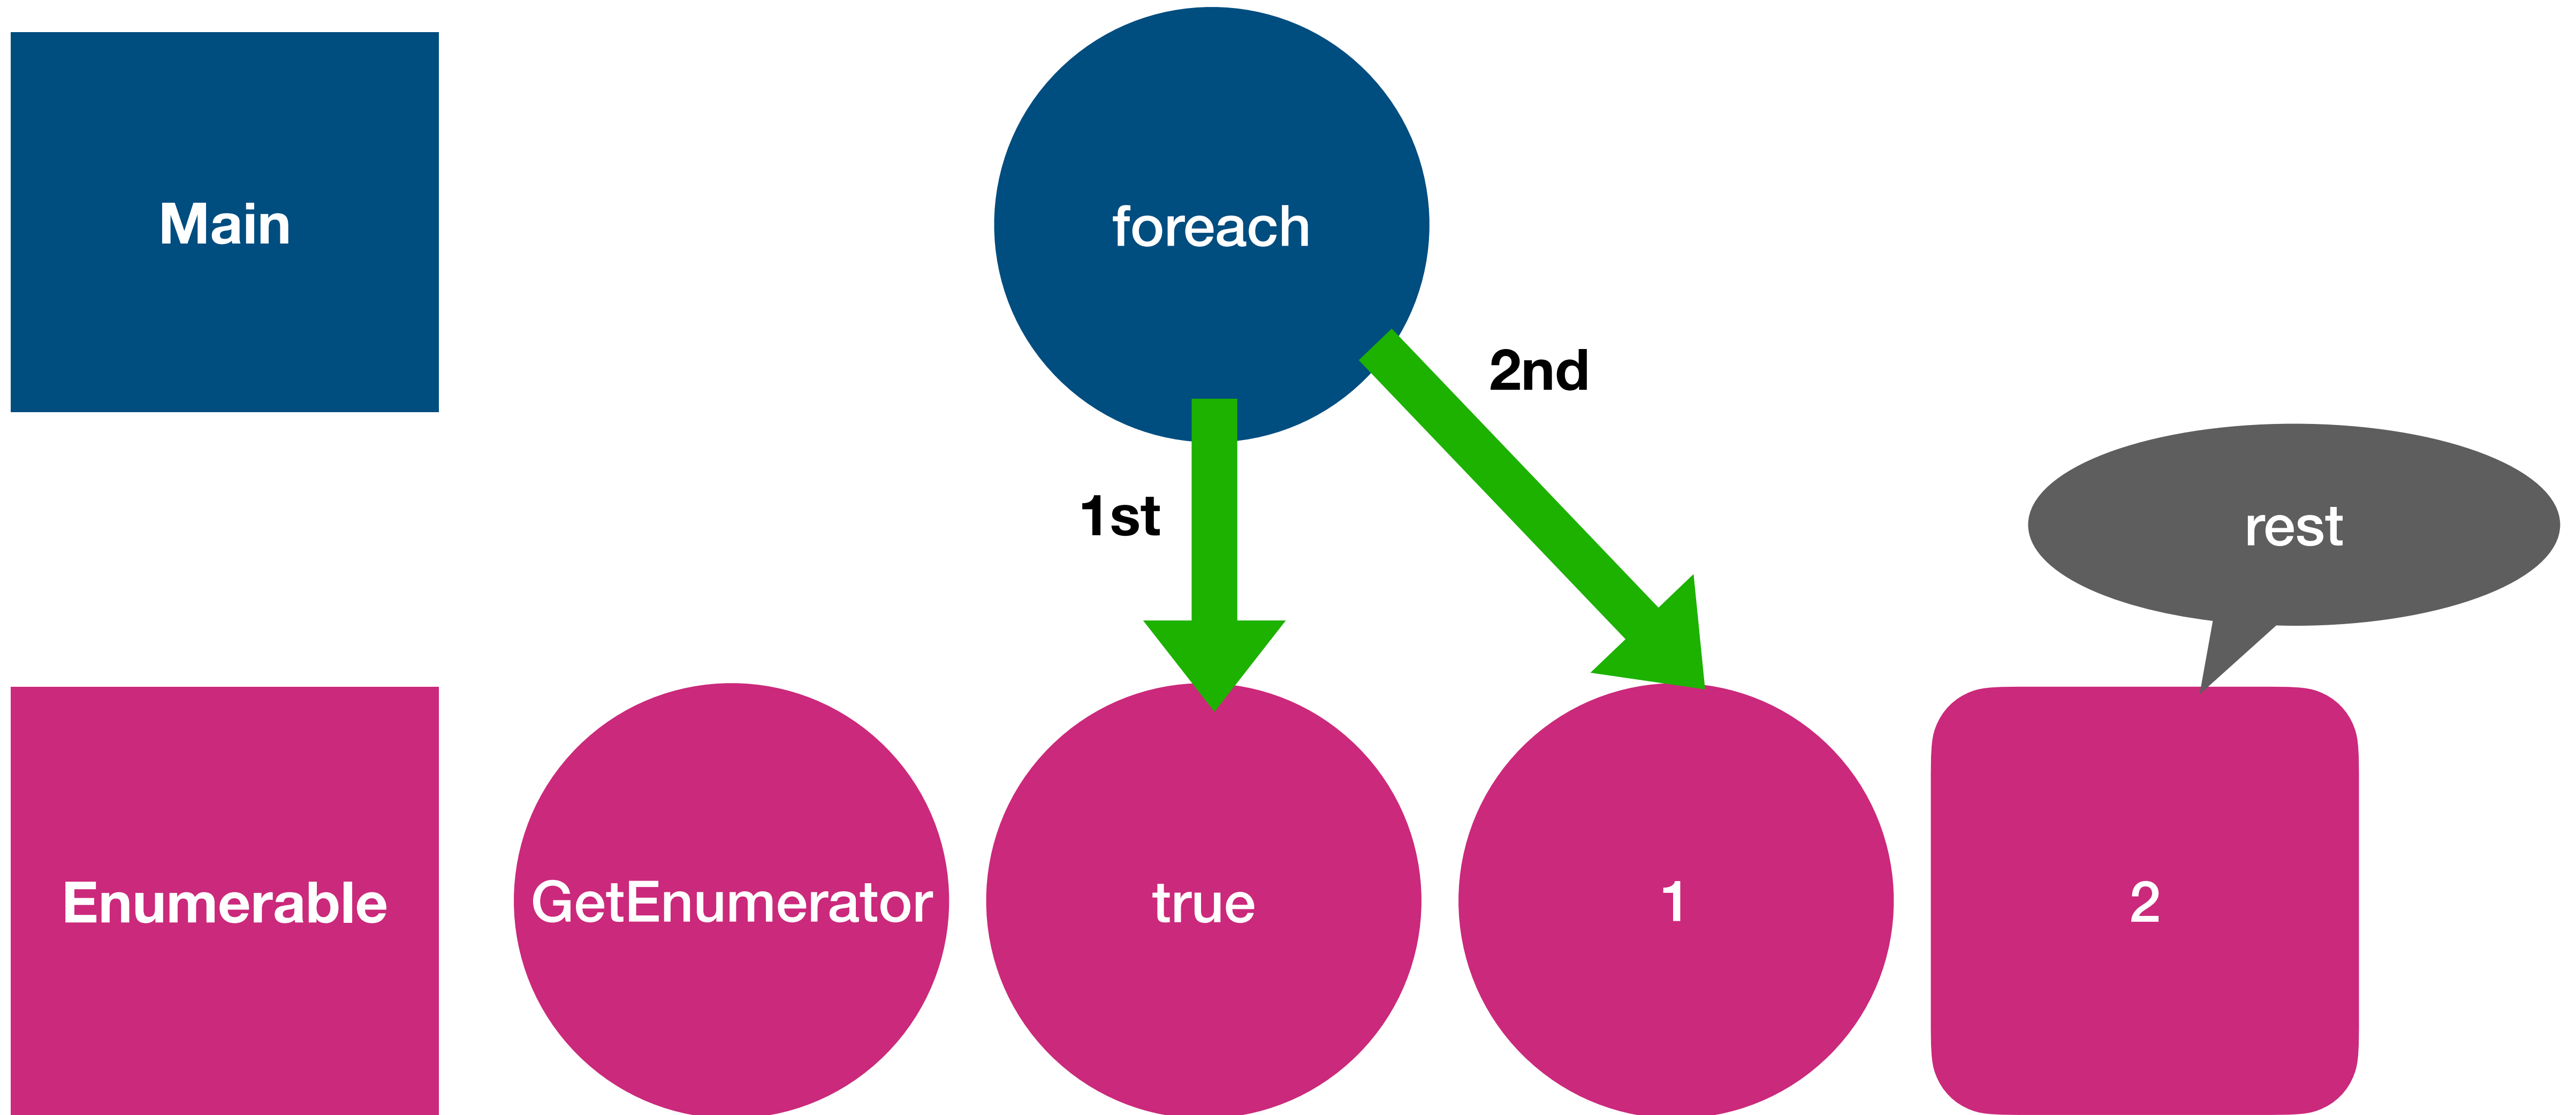 Main
foreach
2nd
1st
rest
Enumerable
GetEnumerator
true
1
2